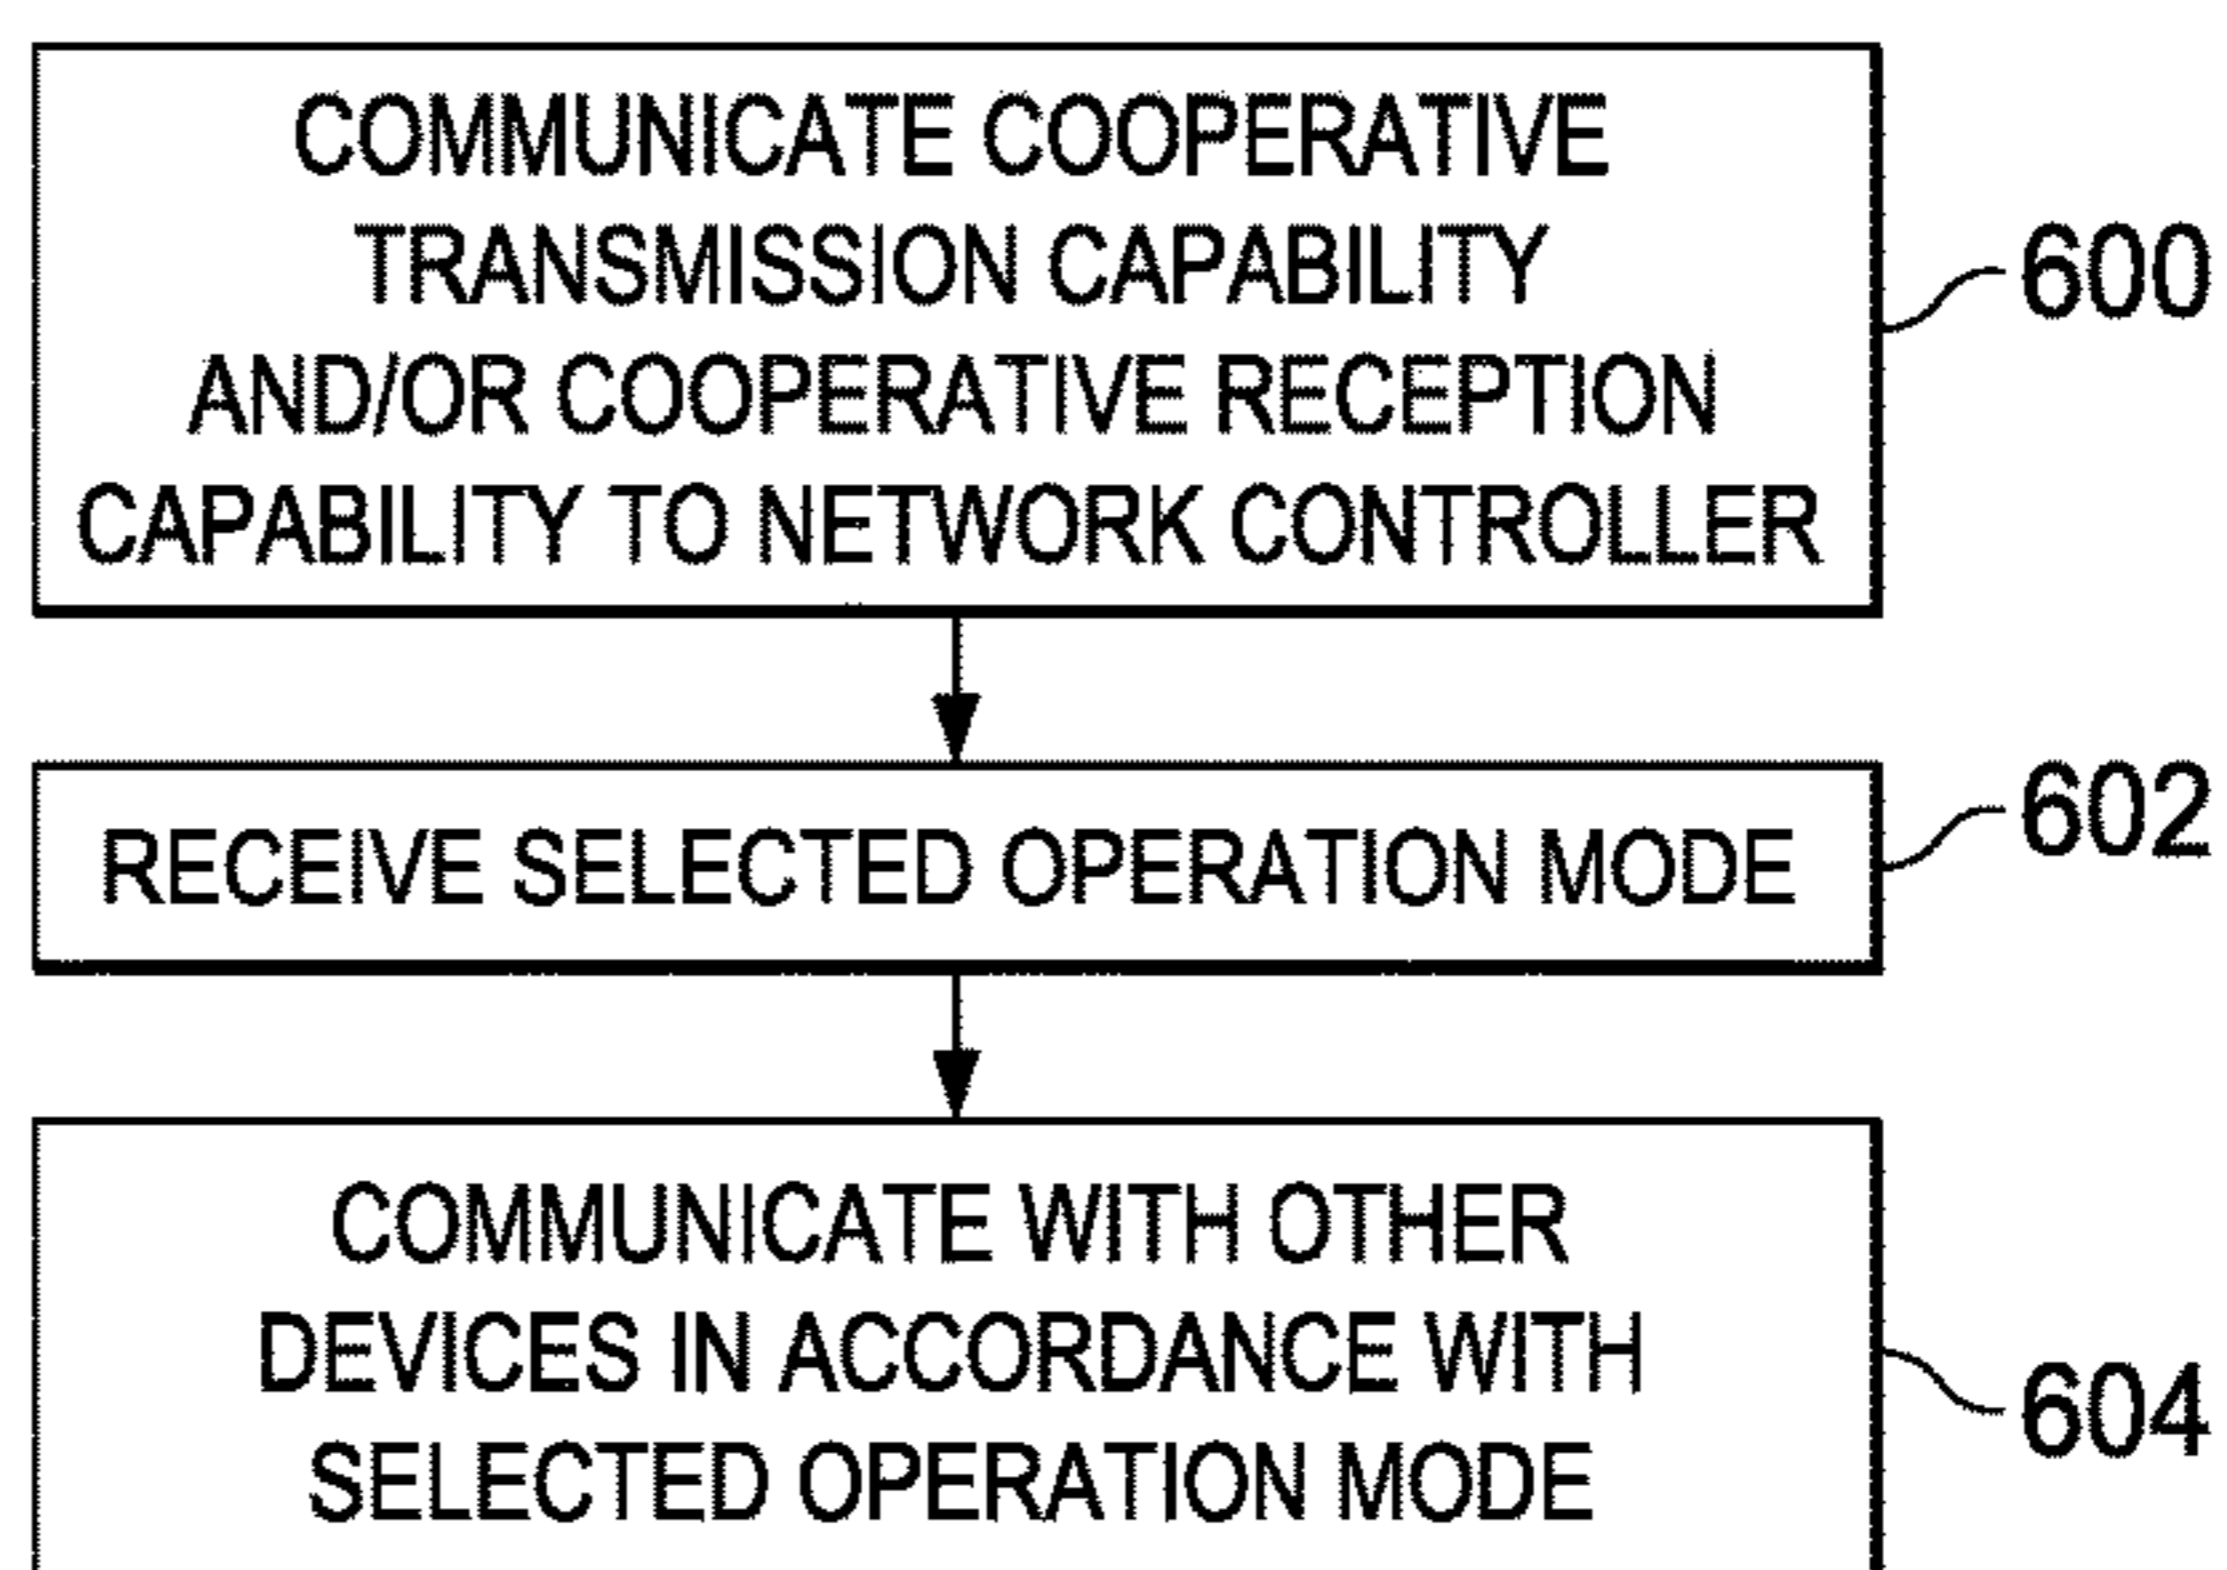 COMMUNICATE COOPERATIVE
TRANSMISSION CAPABILITY
AND/OR COOPERATIVE RECEPTION
CAPABILITY TO NETWORK CONTROLLER
600
RECEIVE SELECTED OPERATION MODE
602
COMMUNICATE WITH OTHER
DEVICES IN ACCORDANCE WITH
SELECTED OPERATION MODE
604